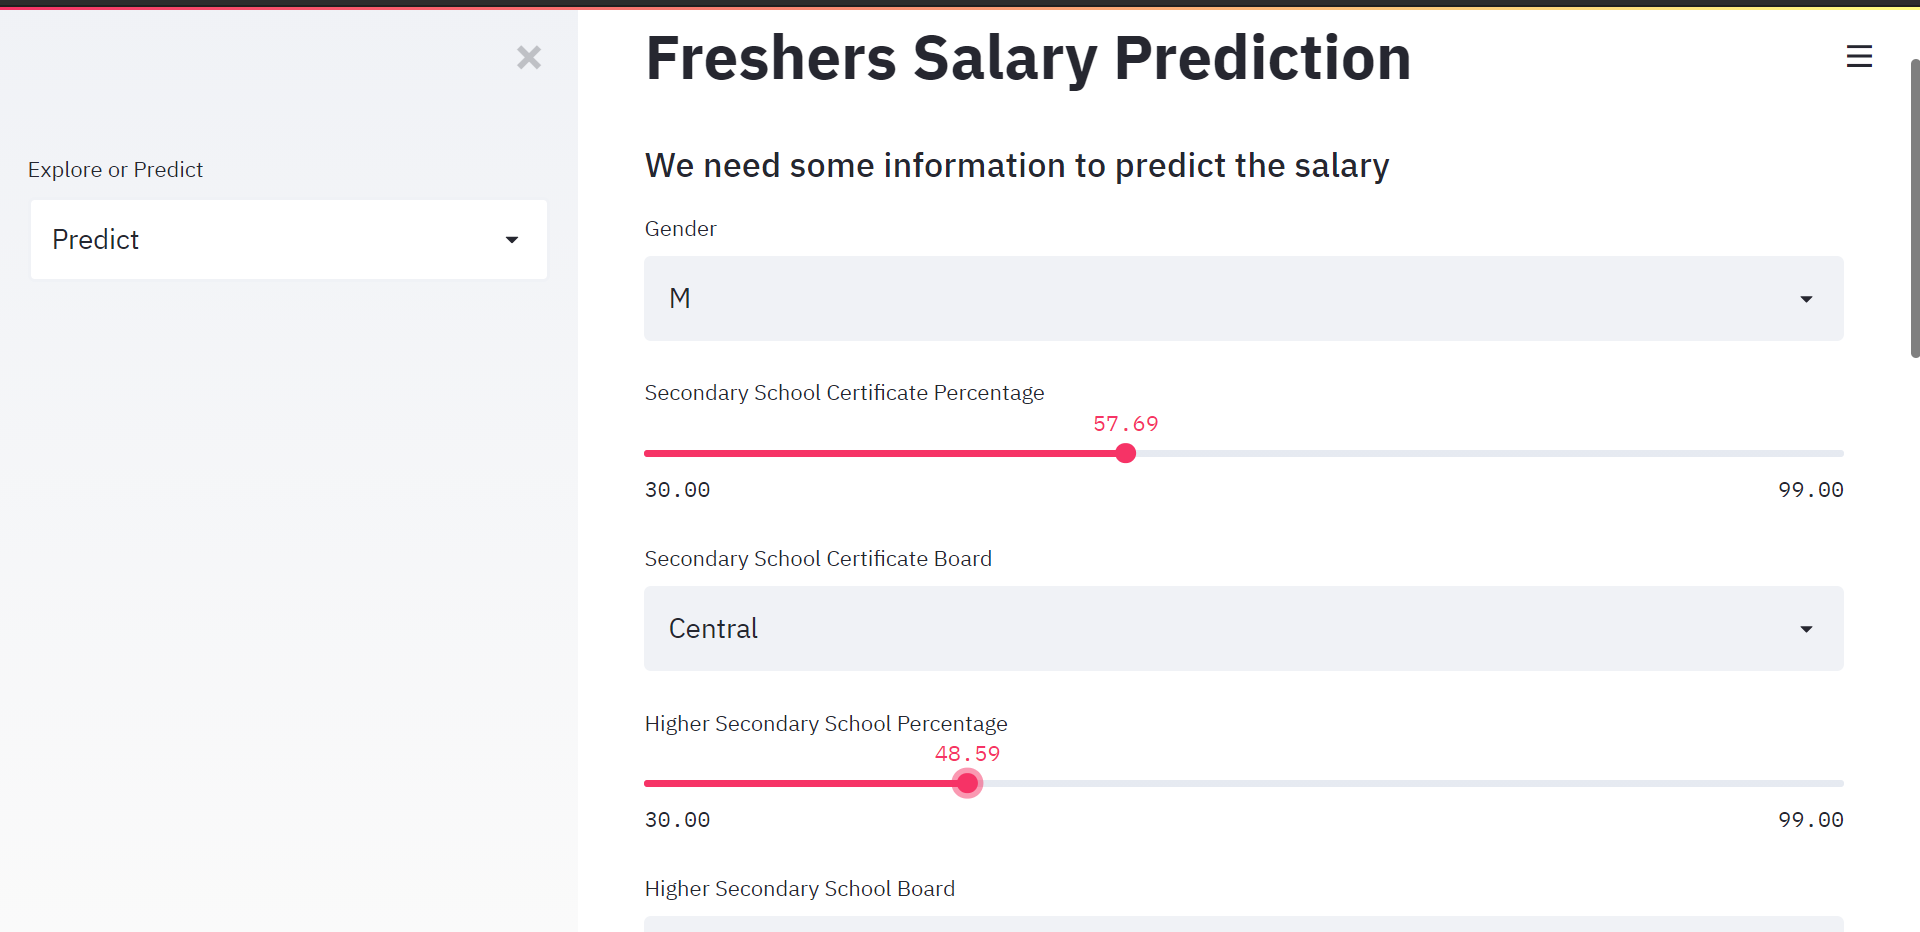 Explore or Predict
Predict
Freshers Salary Prediction
We need some information to predict the salary
Gender
M
Secondary School Certificate Percentage
57.69
30.00 99.00
Secondary School Certificate Board
Central
Higher Secondary School Percentage
48.59
30.00 99.00
Higher Secondary School Board